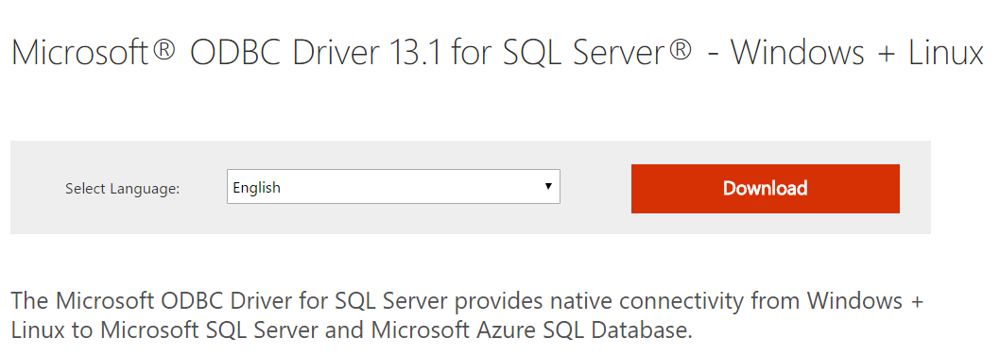 Microsoft® ODBC Driver 13.1 for SQL Server® - Windows + Linux
Select Language: English Download
The Microsoft ODBC Driver for SQL Server provides native connectivity from Windows +
Linux to Microsoft SQL Server and Microsoft Azure SQL Database.